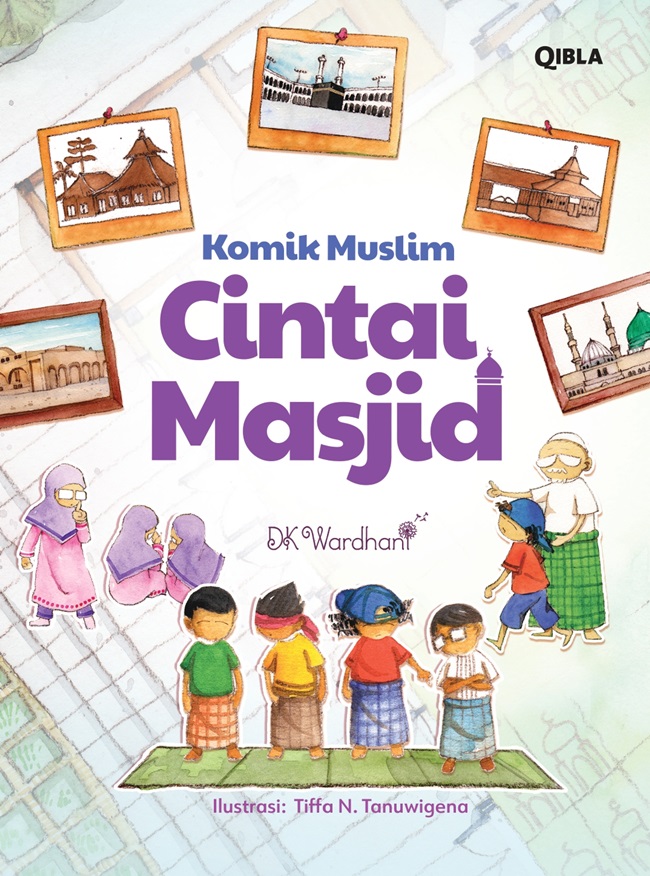 QIBLA
Komik Muslim
Cintai
Masjid
DK Wardhani
Ilustrasi: Tiffa N. Tanuwigena